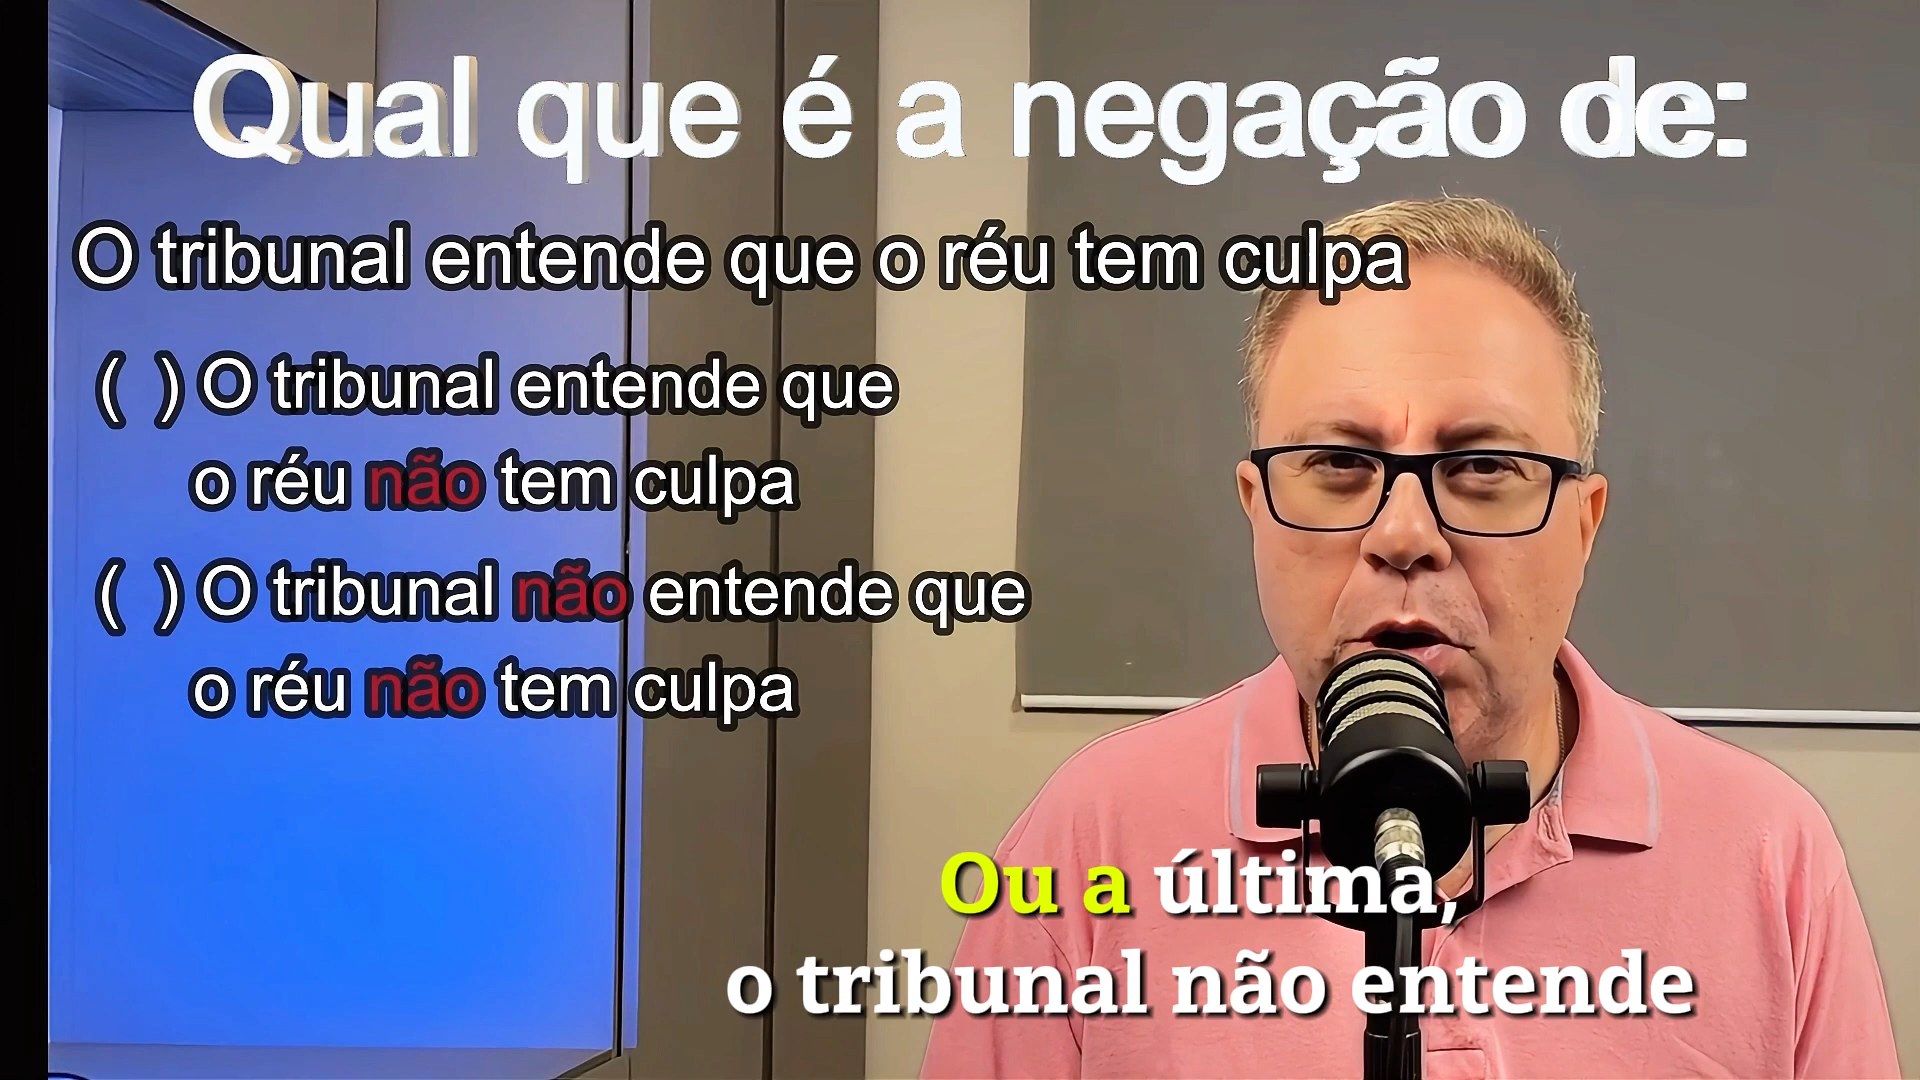 Qual que é a negação de:
O tribunal entende que o réu tem culpa
( ) O tribunal entende que
o réu não tem culpa
( ) O tribunal não entende que
o réu não tem culpa
Ou a última,
o tribunal não entende